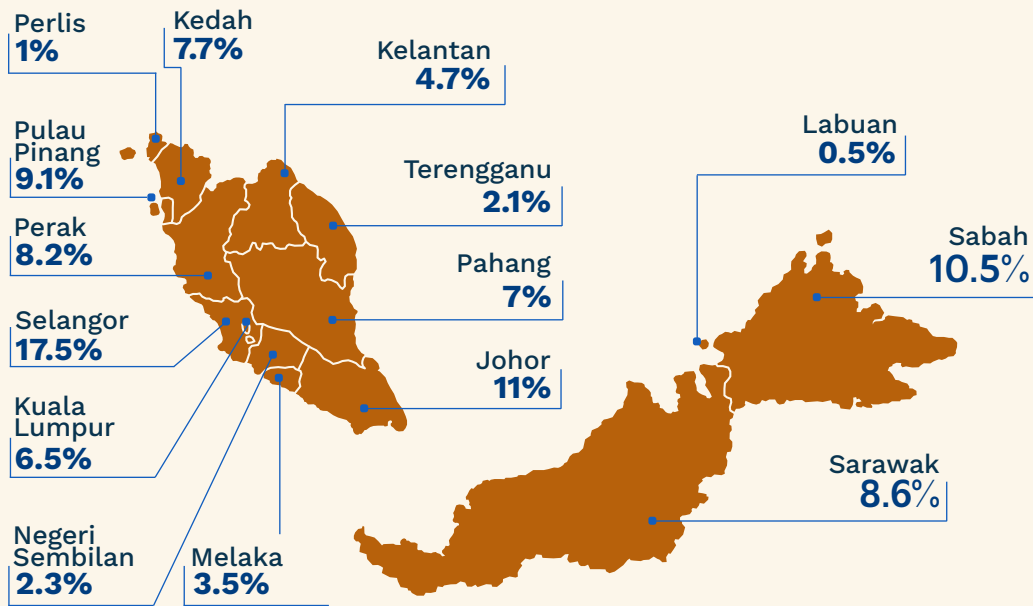 Perlis
1%
Kedah
7.7%
Kelantan
4.7%
Pulau
Pinang
9.1%
Terengganu
2.1%
Labuan
0.5%
Perak
8.2%
Pahang
7%
Sabah
10.5%
Selangor
17.5%
Johor
11%
Kuala
Lumpur
6.5%
Sarawak
8.6%
Negeri
Sembilan
2.3%
Melaka
3.5%